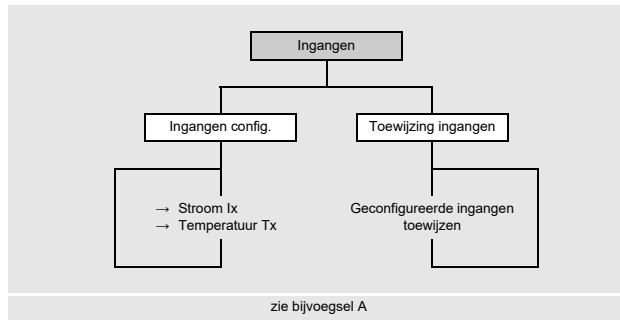 Ingangen
Ingangen config.
Toewijzing ingangen
→ Stroom Ix
→ Temperatuur Tx
Geconfigureerde ingangen
toewijzen
zie bijvoegsel A